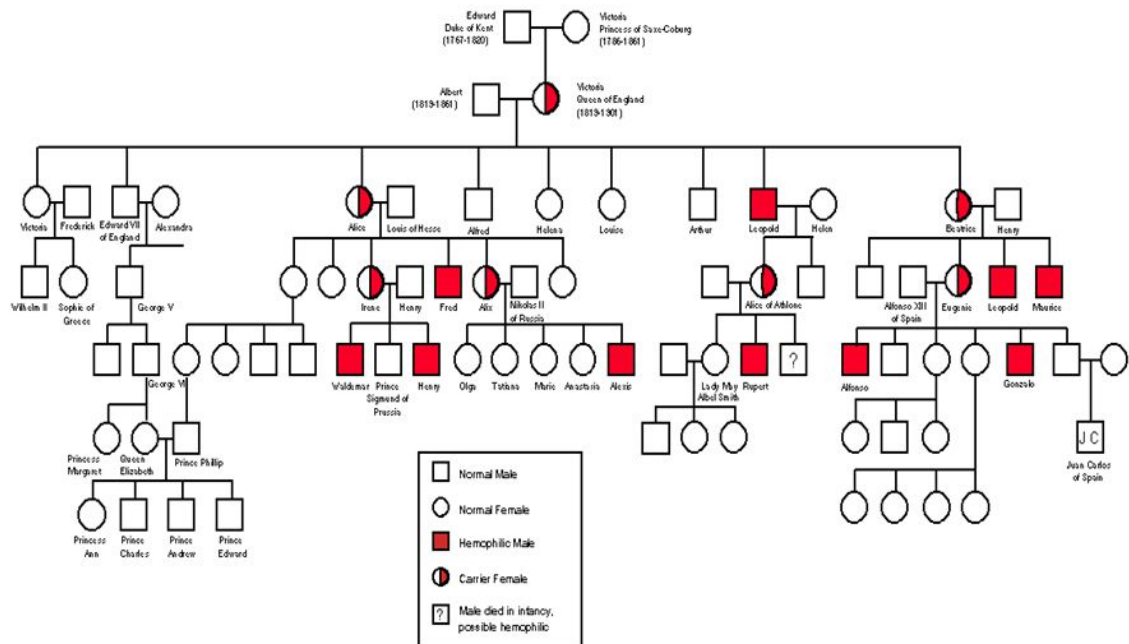 Edward
Duke of Kent
(1767-1820)
Victoria
Princess of Saxe-Coburg
(1786-1861)
Albert
(1819-1861)
Victoria
Queen of England
(1819-1901)
Victoria
Frederick
Edward VII
of England
Alexandra
Alice
Louis of Hesse
Alfred
Helena
Louise
Arthur
Leopold
Helen
Beatrice
Henry
Wilhelm II
Sophie of
Greece
George V
Irene
Henry
Fred
Alix
Nikolas II
of Russia
Alice of Athlone
Alfonso XIII
of Spain
Eugenie
Leopold
Maurice
George VI
Waldemar
Prince
Sigmund of
Prussia
Henry
Olga
Tatiana
Marie
Anastasia
Alexis
Lady May
Abel Smith
Rupert
?
Alfonso
Gonzalo
Princess
Margaret
Queen
Elizabeth
Prince Phillip
J C
Juan Carlos
of Spain
Princess
Ann
Prince
Charles
Prince
Andrew
Prince
Edward
Normal Male
Normal Female
Hemophilic Male
Carrier Female
?
Male died in infancy,
possible hemophilic